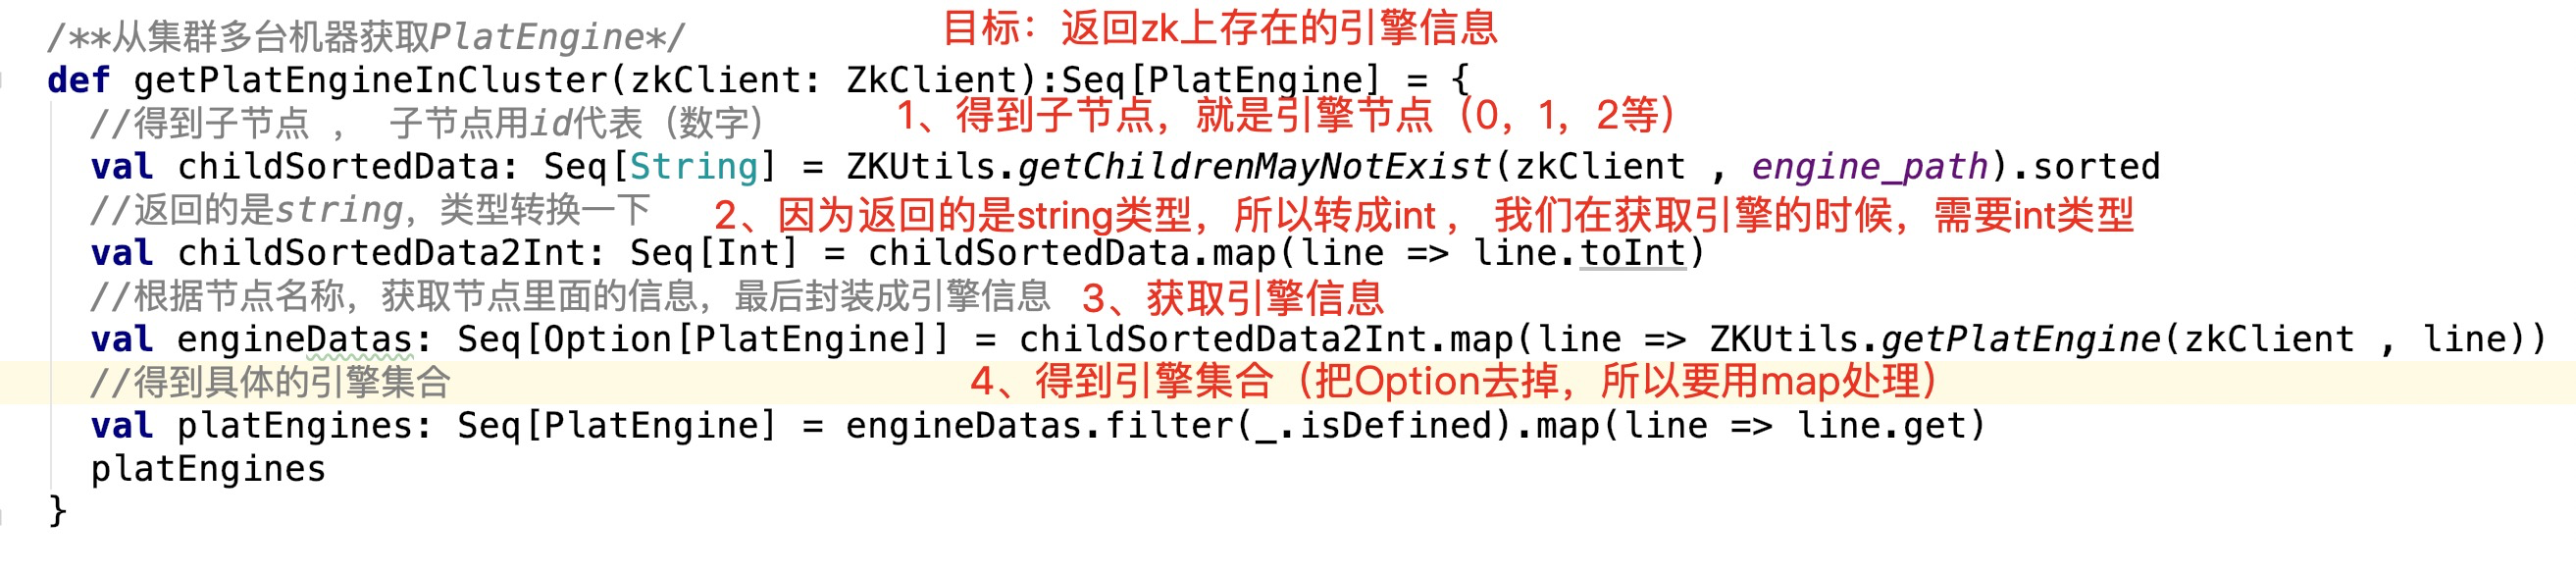 /**从集群多台机器获取PlatEngine*/
目标：返回zk上存在的引擎信息
def getPlatEngineInCluster(zkClient: ZkClient):Seq[PlatEngine] = {
//得到子节点 ， 子节点用id代表（数字）
1、得到子节点，就是引擎节点（0，1，2等）
val childSortedData: Seq[String] = ZKUtils.getChildrenMayNotExist(zkClient , engine_path).sorted
//返回的是string，类型转换一下
2、因为返回的是string类型，所以转成int ， 我们在获取引擎的时候，需要int类型
val childSortedData2Int: Seq[Int] = childSortedData.map(line => line.toInt)
//根据节点名称，获取节点里面的信息，最后封装成引擎信息
3、获取引擎信息
val engineDatas: Seq[Option[PlatEngine]] = childSortedData2Int.map(line => ZKUtils.getPlatEngine(zkClient , line))
//得到具体的引擎集合
4、得到引擎集合（把Option去掉，所以要用map处理）
val platEngines: Seq[PlatEngine] = engineDatas.filter(_.isDefined).map(line => line.get)
platEngines
}